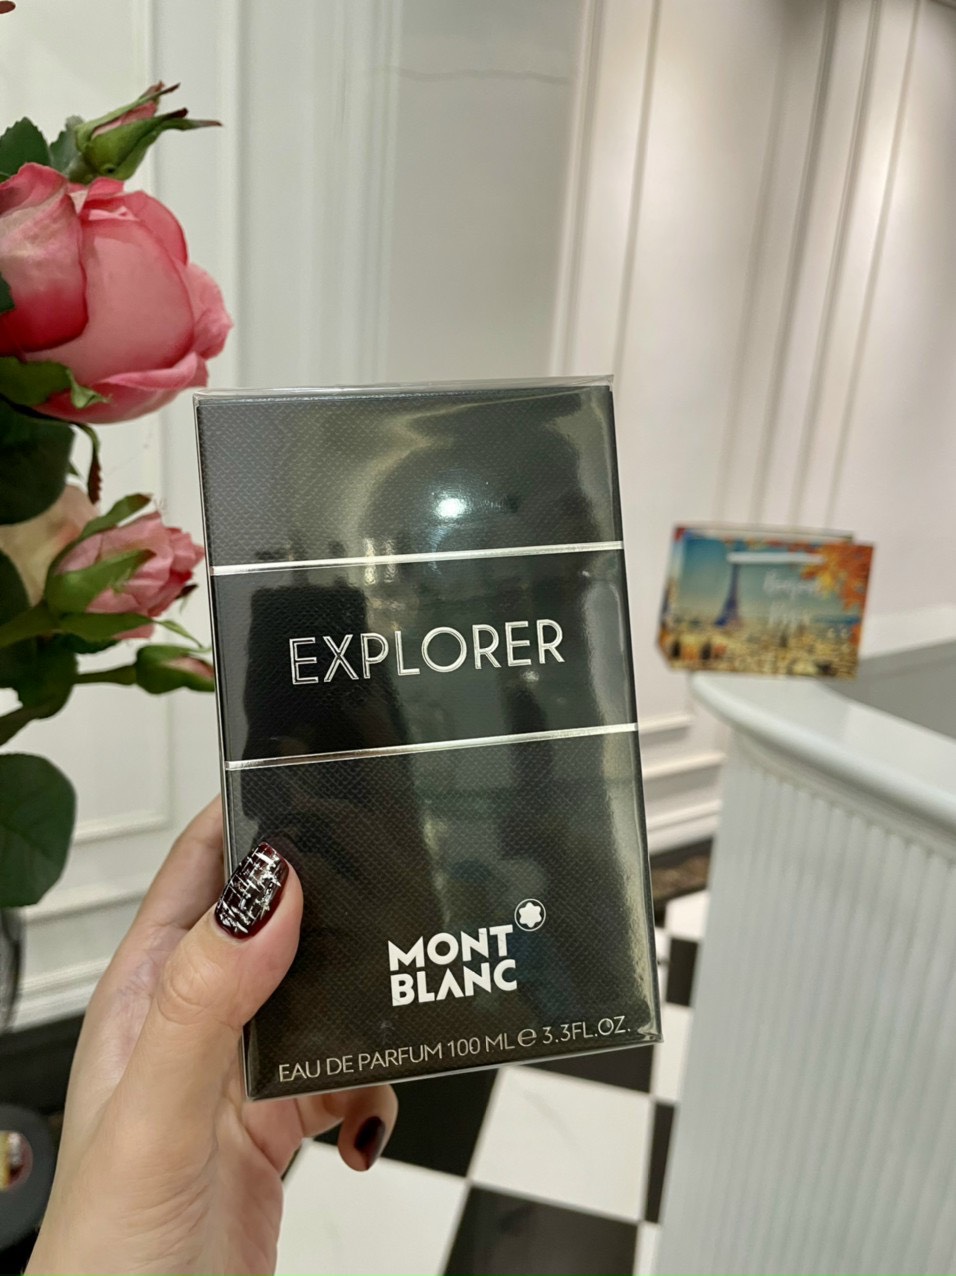 EXPLORER
MONT
BLANC
EAU DE PARFUM 100 ML ℮ 3.3FL.OZ.